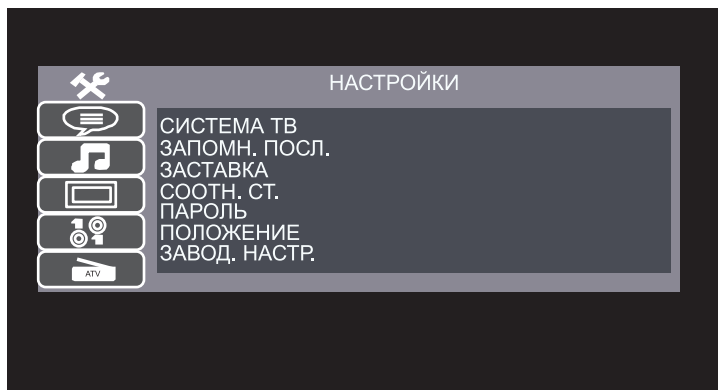 НАСТРОЙКИ
СИСТЕМА ТВ
ЗАПОМН. ПОСЛ.
ЗАСТАВКА
СООТН. СТ.
ПАРОЛЬ
ПОЛОЖЕНИЕ
ЗАВОД. НАСТР.
ATV